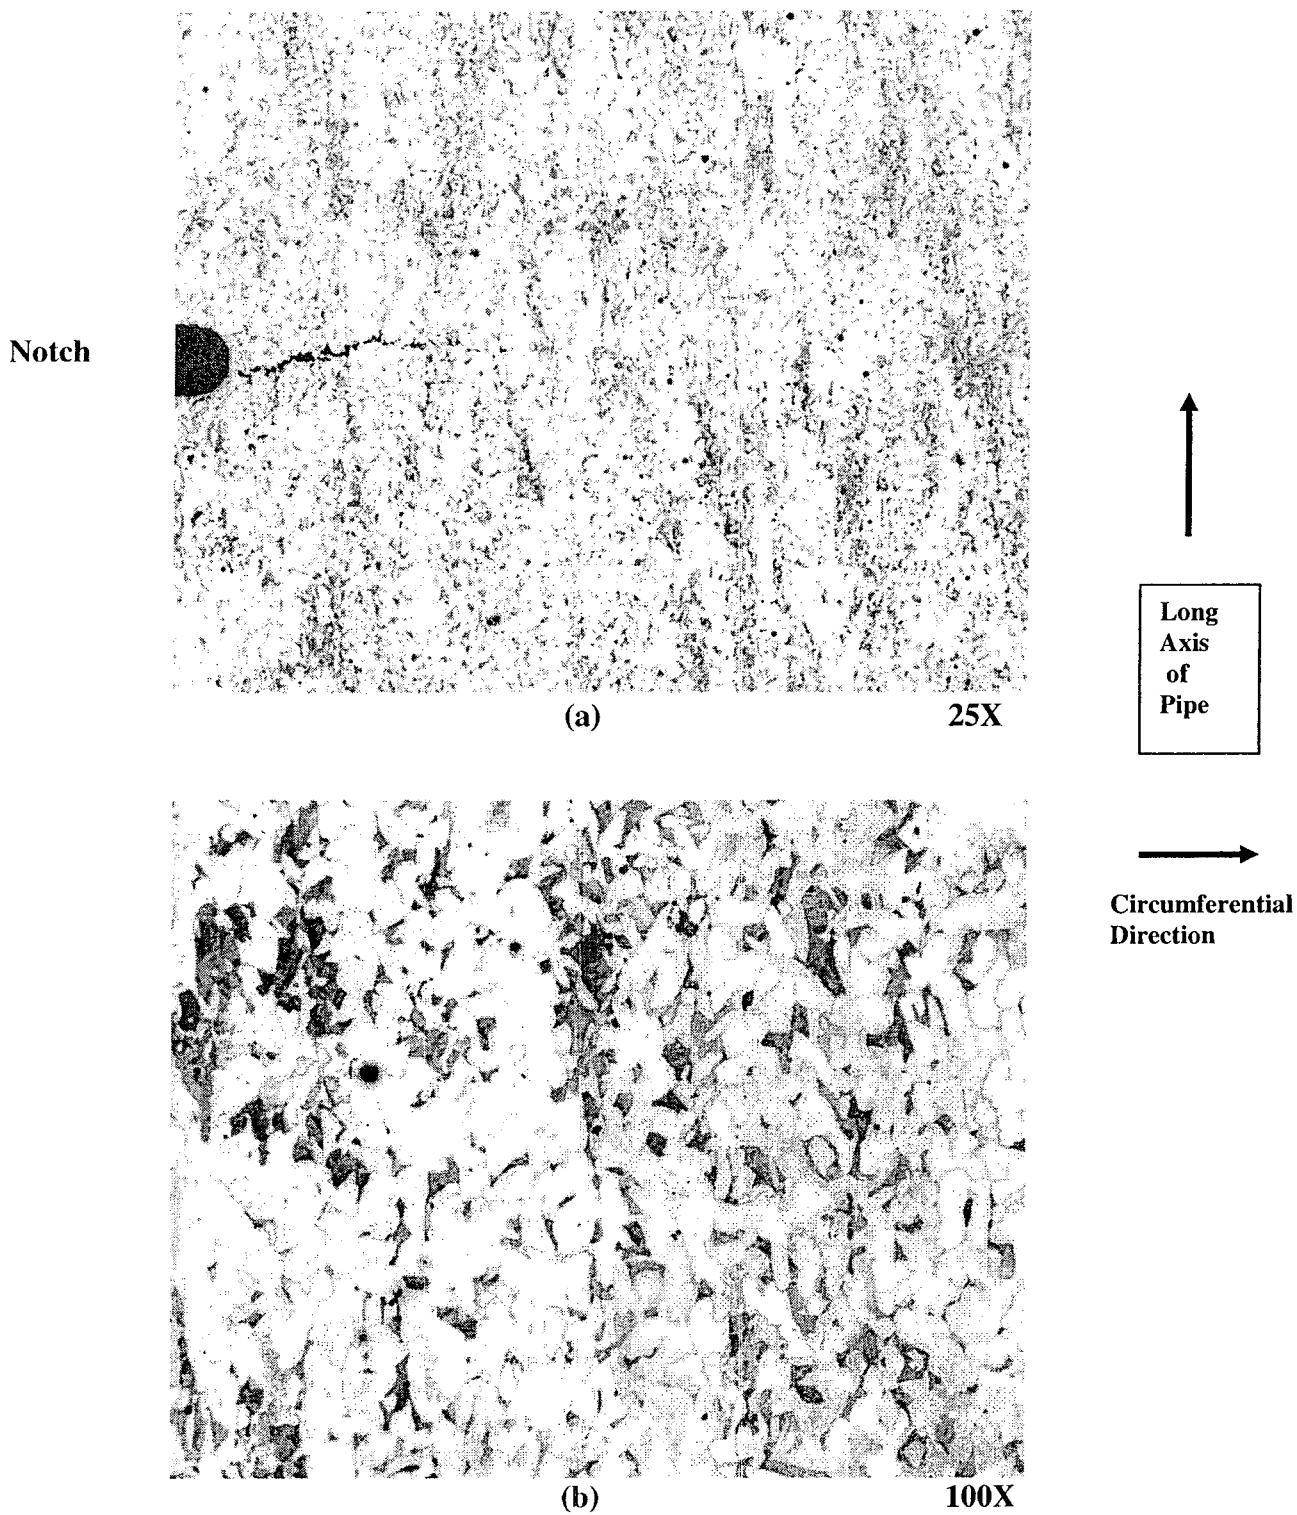 Notch
(a)
25X
Long
Axis
of
Pipe
Circumferential
Direction
(b)
100X